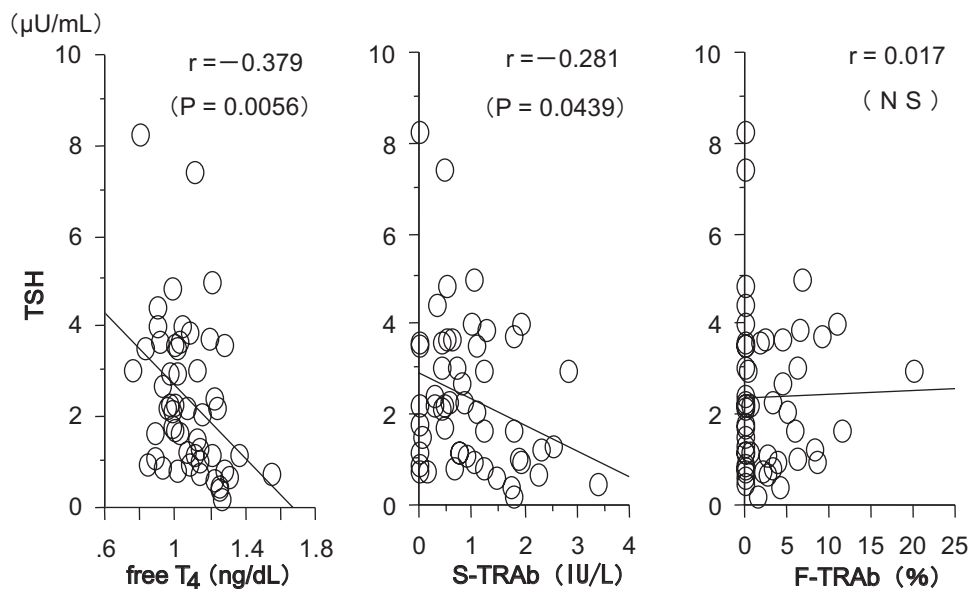 (μU/mL)
r=−0.379
(P = 0.0056)
r=−0.281
(P = 0.0439)
r = 0.017
( N S )
TSH
10
8
6
4
2
0
.6 1 1.4 1.8
free T4 (ng/dL)
10
8
6
4
2
0
0 1 2 3 4
S-TRAb (IU/L)
10
8
6
4
2
0
0 5 10 15 20 25
F-TRAb (%)